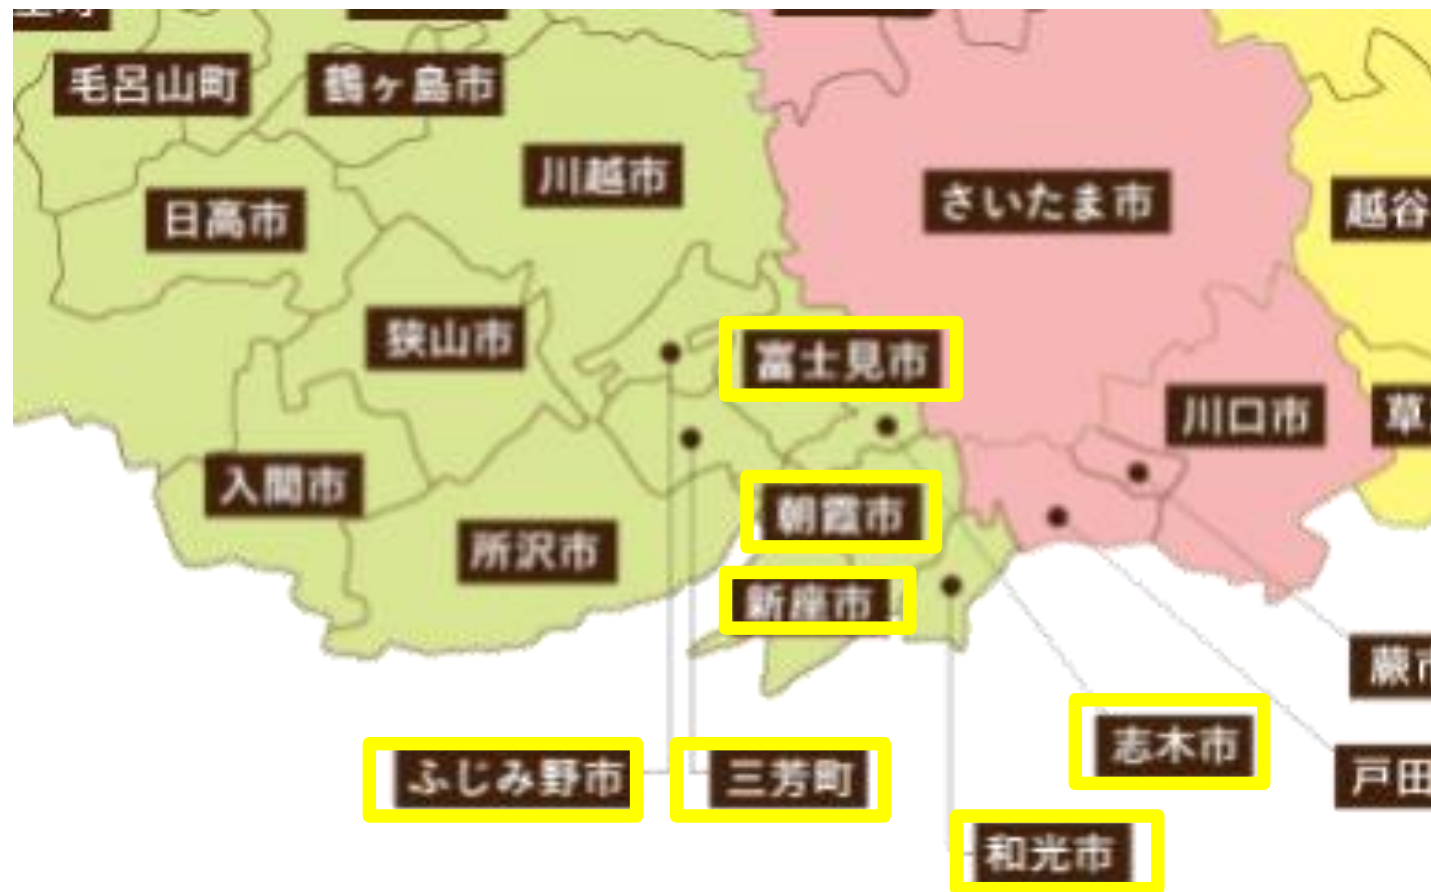 毛呂山町
鶴ヶ島市
川越市
さいたま市
日高市
越谷
狭山市
富士見市
川口市
草
入間市
朝霞市
所沢市
新座市
蕨市
志木市
戸田
ふじみ野市
三芳町
和光市